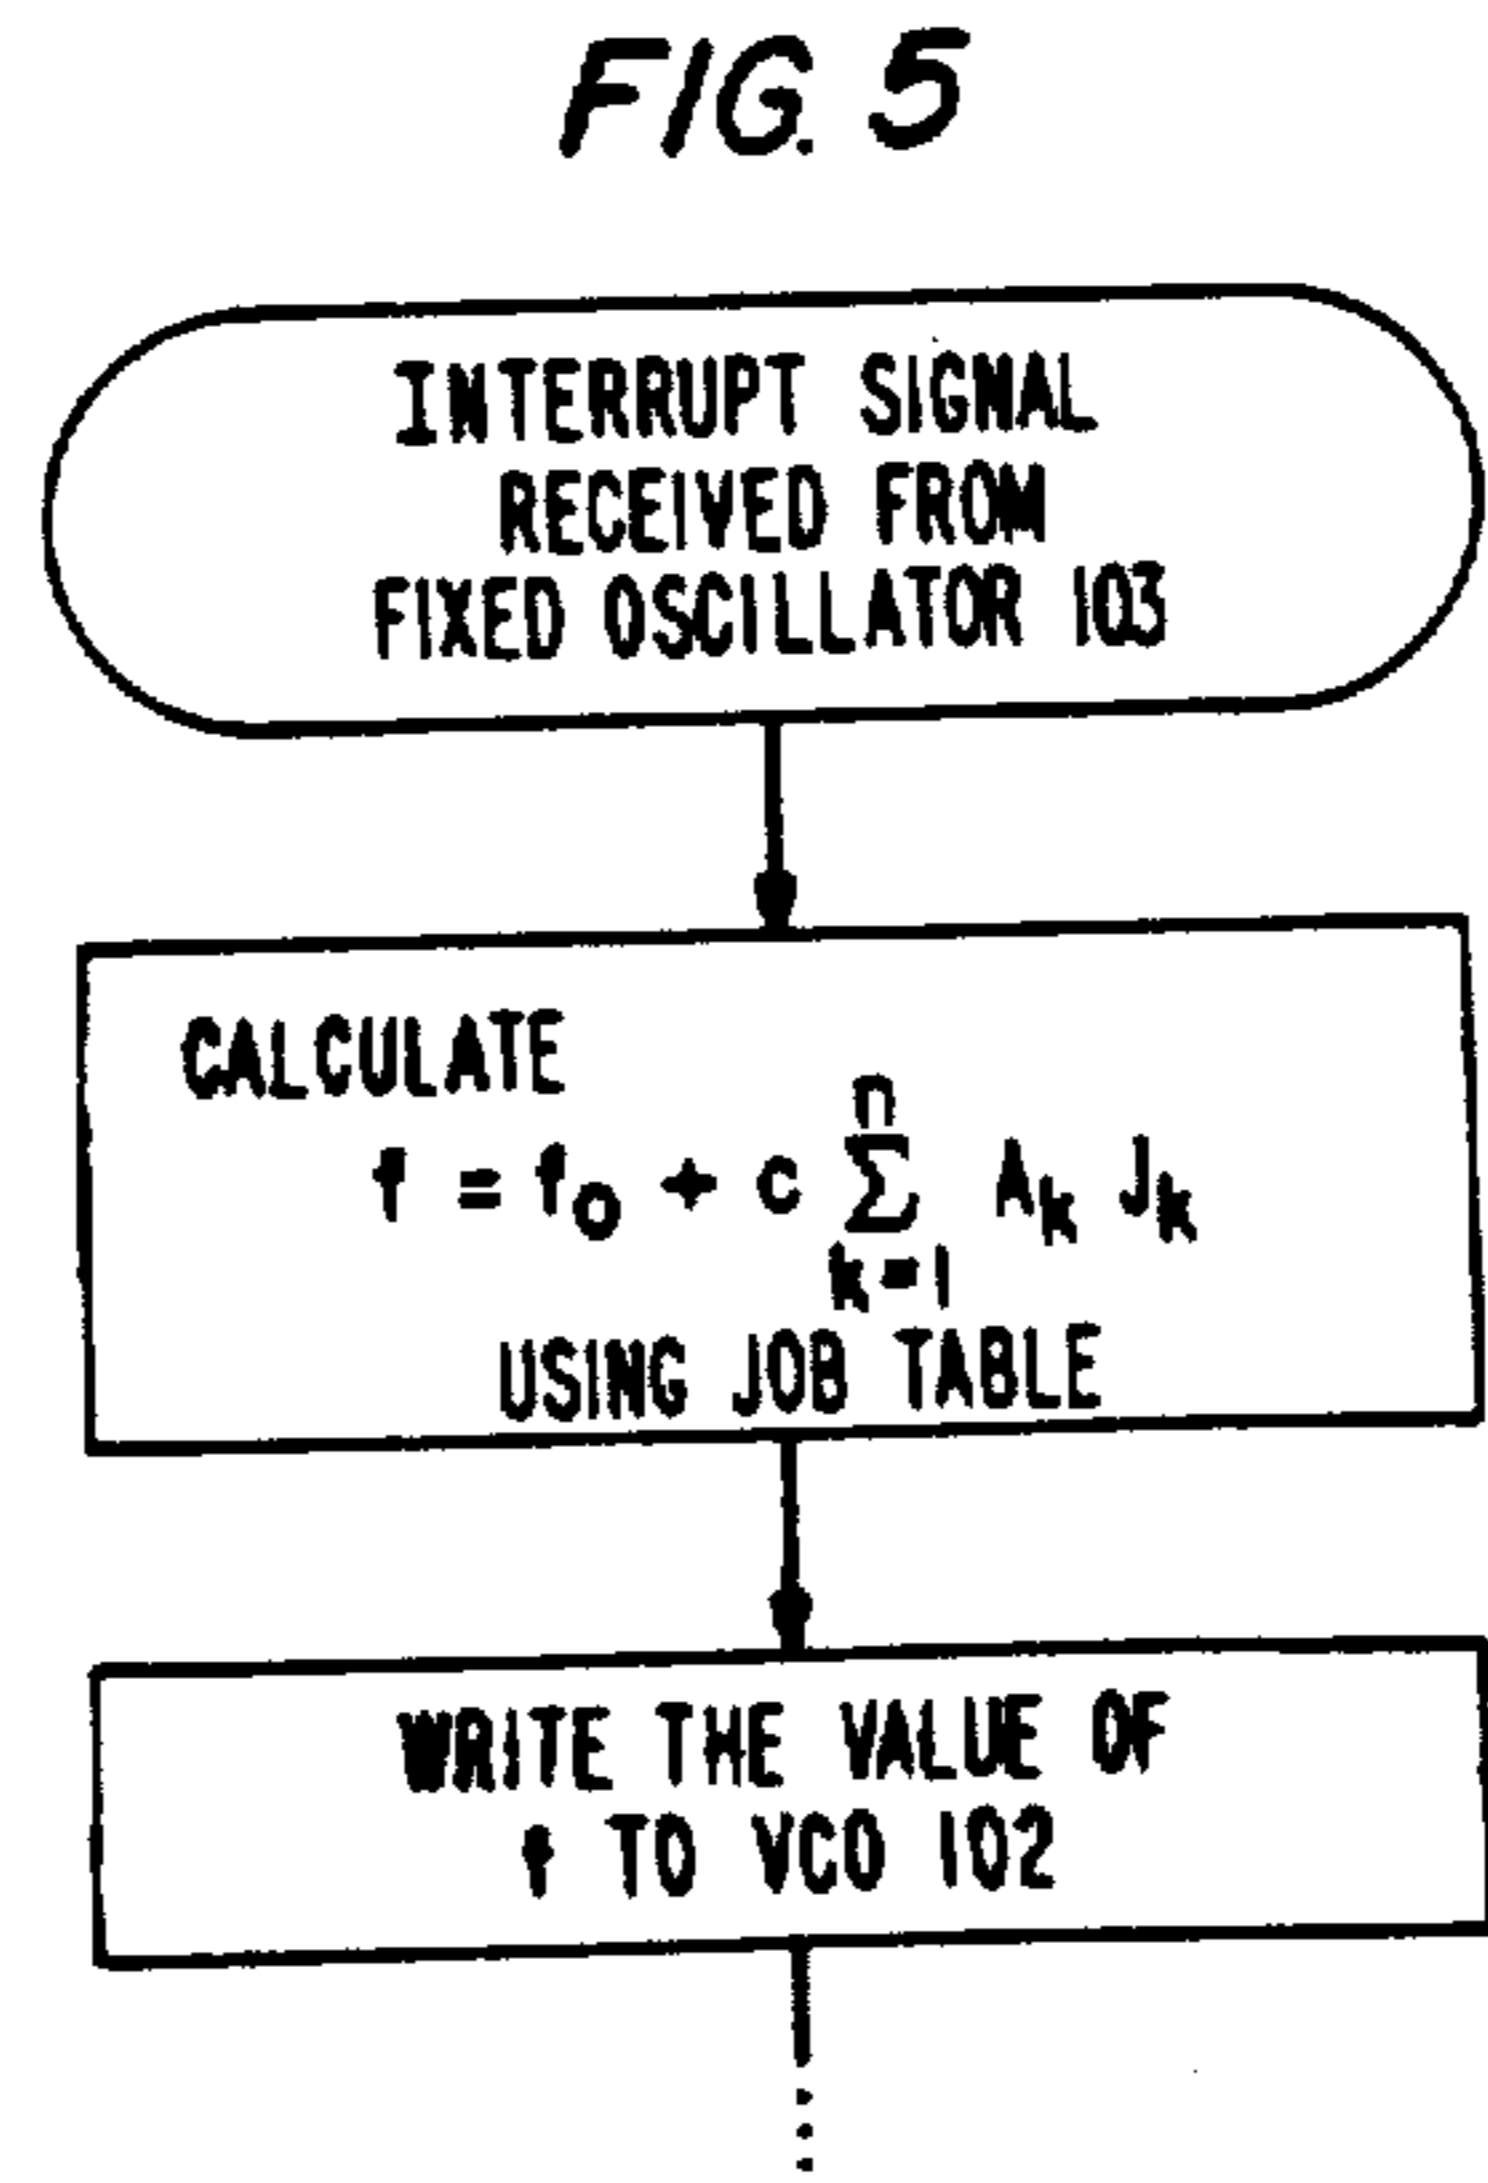 FIG. 5
INTERRUPT SIGNAL
RECEIVED FROM
FIXED OSCILLATOR 103
CALCULATE
n
f = f₀ + c Σ Aₖ Jₖ
k=1
USING JOB TABLE
WRITE THE VALUE OF
f TO VCO 102